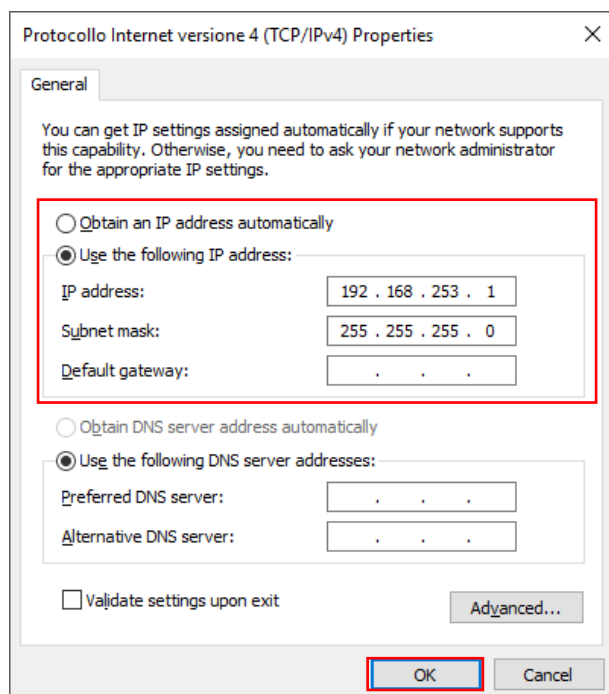 Protocollo Internet versione 4 (TCP/IPv4) Properties
General
You can get IP settings assigned automatically if your network supports
this capability. Otherwise, you need to ask your network administrator
for the appropriate IP settings.
Obtain an IP address automatically
Use the following IP address:
IP address: 192 . 168 . 253 . 1
Subnet mask: 255 . 255 . 255 . 0
Default gateway: . . .
Obtain DNS server address automatically
Use the following DNS server addresses:
Preferred DNS server: . . .
Alternative DNS server: . . .
Validate settings upon exit
Advanced...
OK Cancel